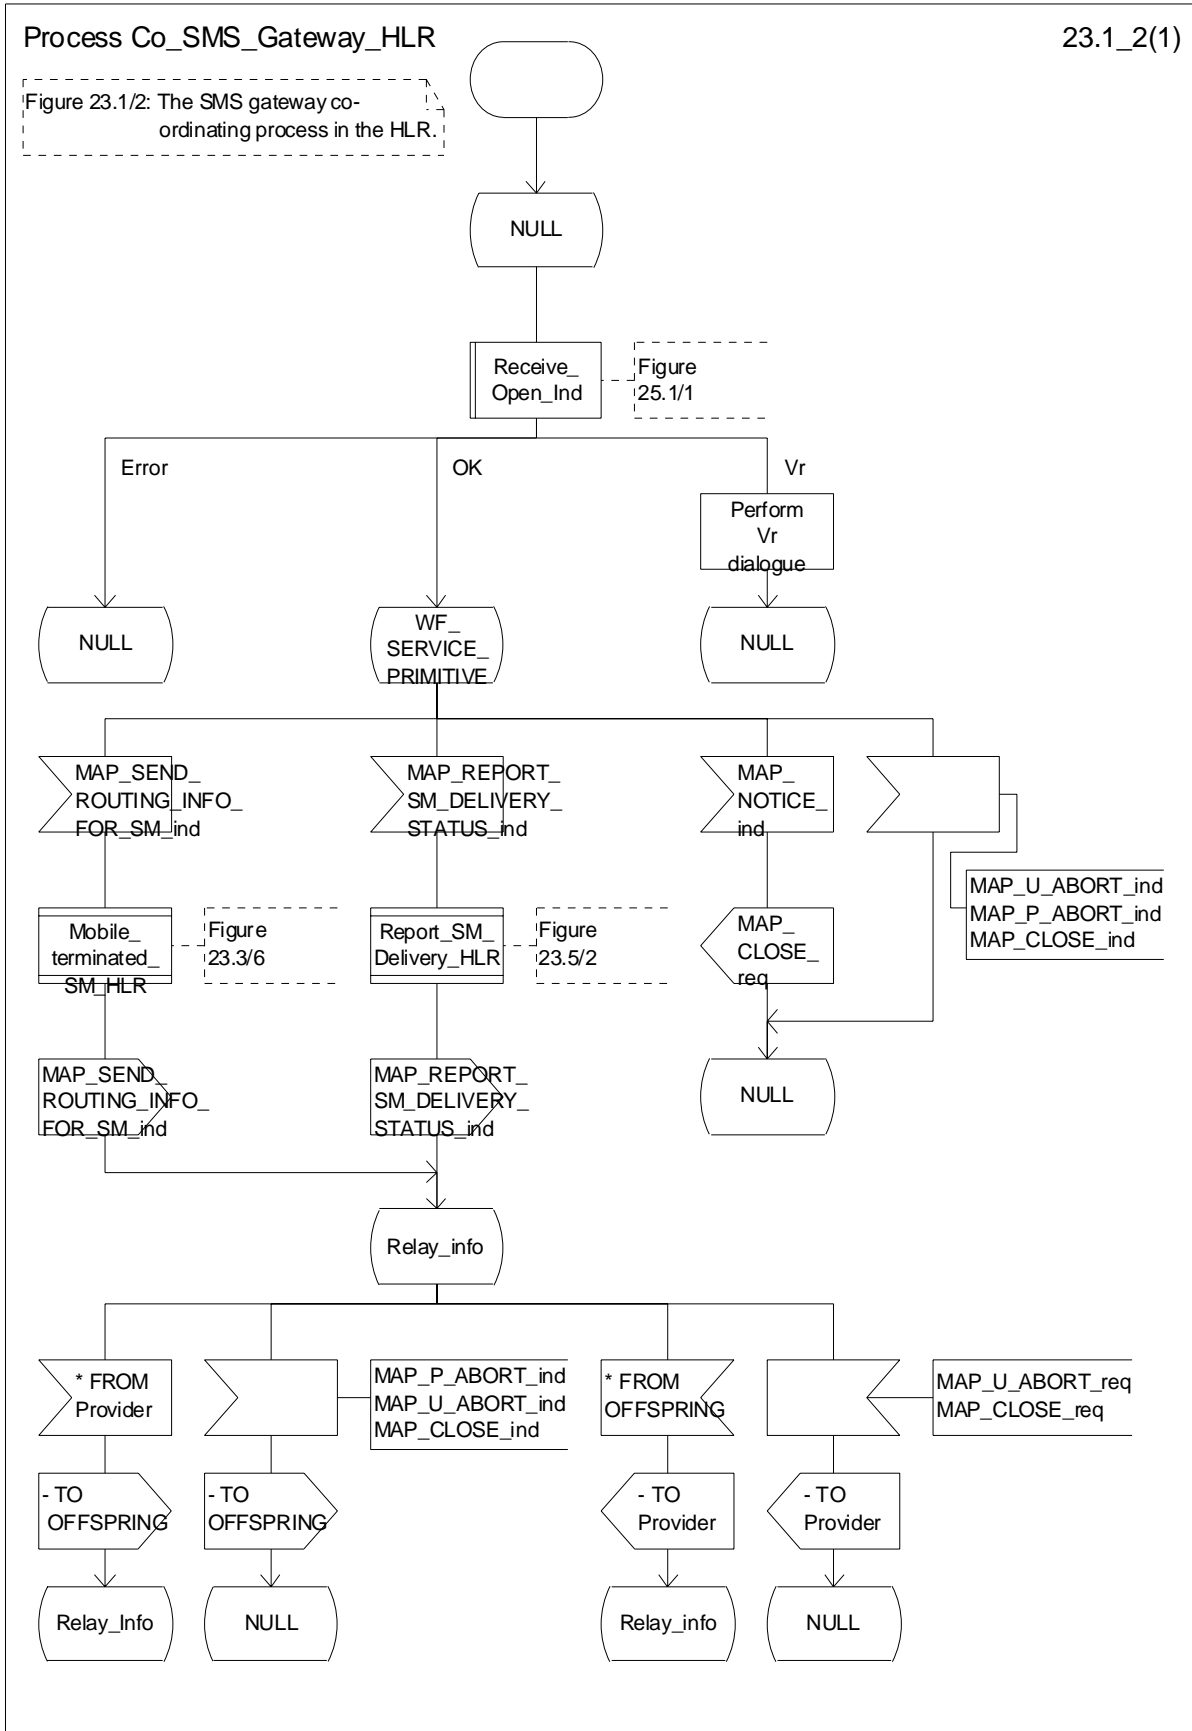 Process Co_SMS_Gateway_HLR
23.1_2(1)
Figure 23.1/2: The SMS gateway co-
ordinating process in the HLR.
NULL
Receive_
Open_Ind
Figure
25.1/1
Error
OK
Vr
Perform
Vr
dialogue
NULL
WF_
SERVICE_
PRIMITIVE
NULL
MAP_SEND_
ROUTING_INFO_
FOR_SM_ind
MAP_REPORT_
SM_DELIVERY_
STATUS_ind
MAP_
NOTICE_
ind
MAP_U_ABORT_ind
MAP_P_ABORT_ind
MAP_CLOSE_ind
Mobile_
terminated_
SM_HLR
Figure
23.3/6
Report_SM_
Delivery_HLR
Figure
23.5/2
MAP_
CLOSE_
req
MAP_SEND_
ROUTING_INFO_
FOR_SM_ind
MAP_REPORT_
SM_DELIVERY_
STATUS_ind
NULL
Relay_info
* FROM
Provider
MAP_P_ABORT_ind
MAP_U_ABORT_ind
MAP_CLOSE_ind
* FROM
OFFSPRING
MAP_U_ABORT_req
MAP_CLOSE_req
- TO
OFFSPRING
- TO
OFFSPRING
- TO
Provider
- TO
Provider
Relay_Info
NULL
Relay_info
NULL